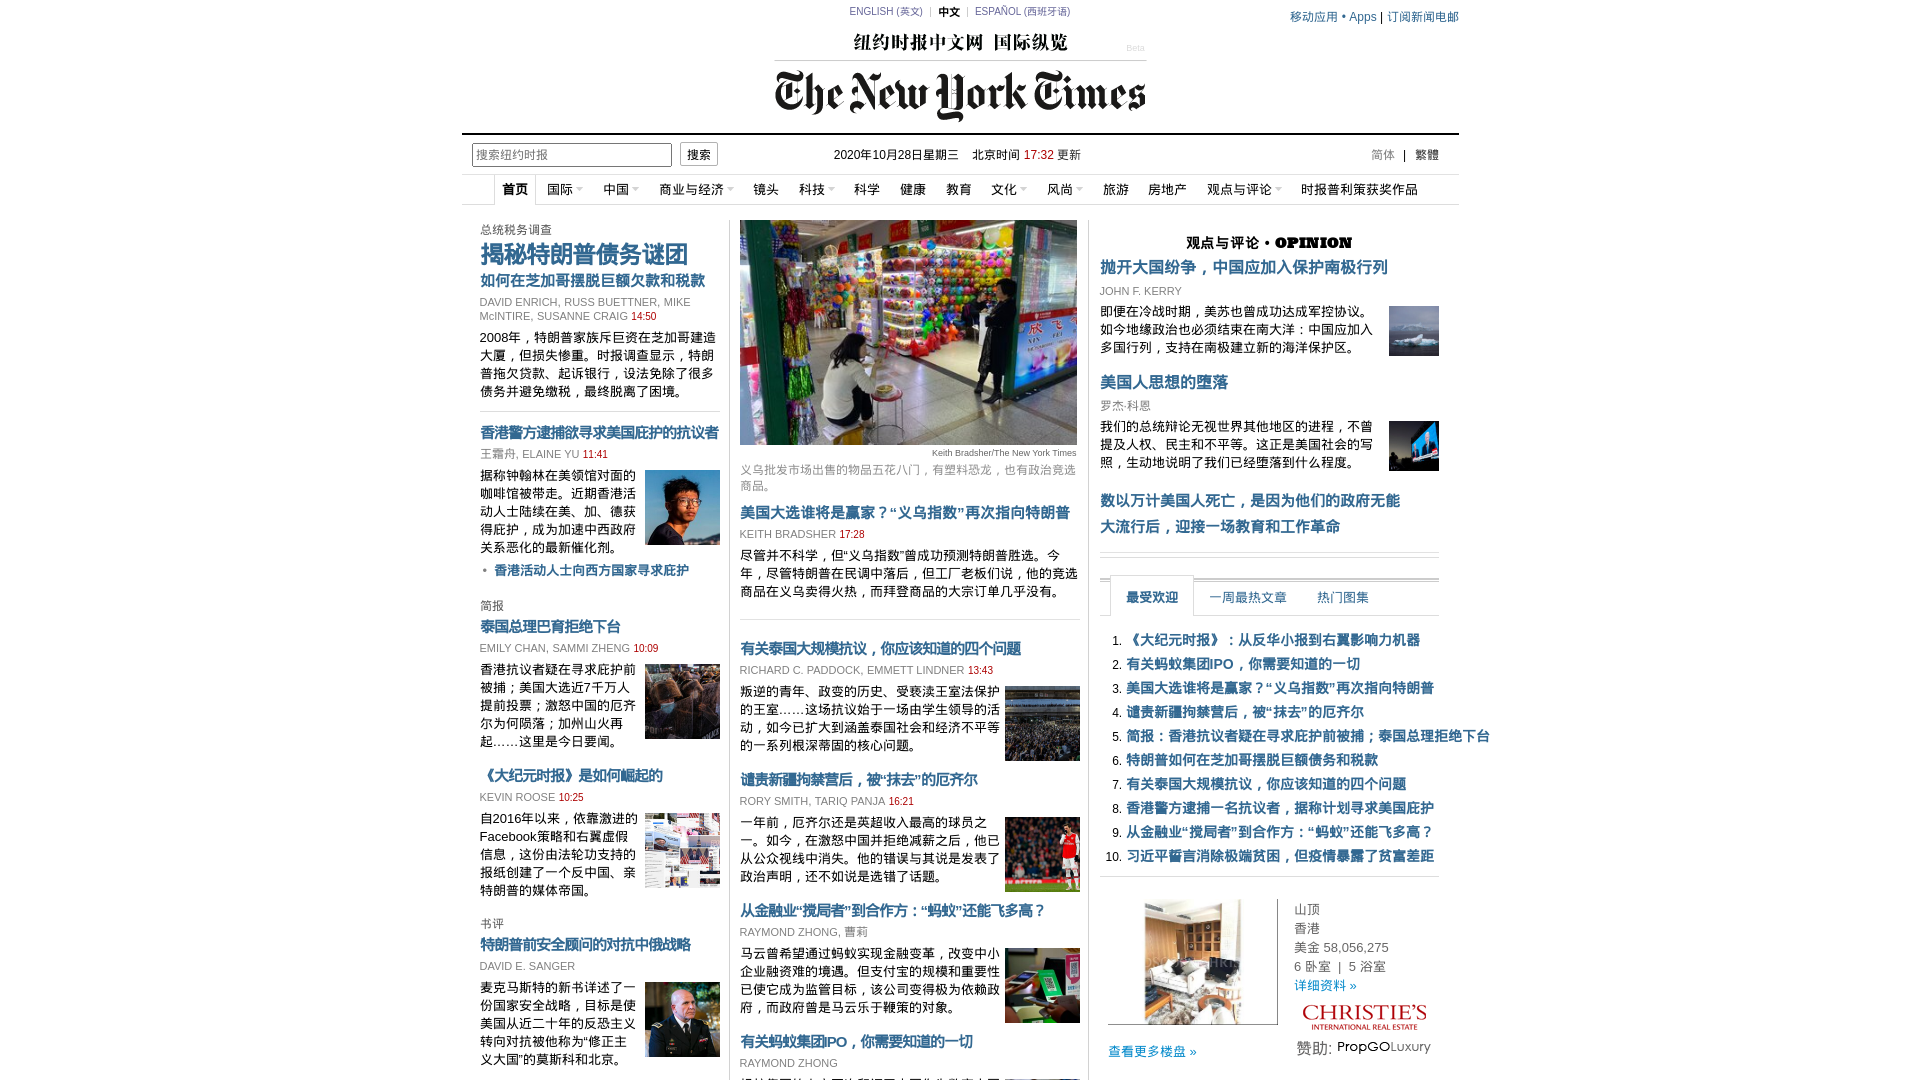 ENGLISH (英文) | 中文 | ESPAÑOL (西班牙语)
移动应用 • Apps | 订阅新闻电邮
纽约时报中文网 国际纵览
Beta
The New York Times
搜索纽约时报 搜索
2020年10月28日星期三 北京时间 17:32 更新
简体 | 繁體
首页 国际 中国 商业与经济 镜头 科技 科学 健康 教育 文化 风尚 旅游 房地产 观点与评论 时报普利策获奖作品
总统税务调查
揭秘特朗普债务谜团
如何在芝加哥摆脱巨额欠款和税款
DAVID ENRICH, RUSS BUETTNER, MIKE
McINTIRE, SUSANNE CRAIG 14:50
2008年，特朗普家族斥巨资在芝加哥建造
大厦，但损失惨重。时报调查显示，特朗
普拖欠贷款、起诉银行，设法免除了很多
债务并避免缴税，最终脱离了困境。
香港警方逮捕欲寻求美国庇护的抗议者
王霜舟, ELAINE YU 11:41
据称钟翰林在美领馆对面的
咖啡馆被带走。近期香港活
动人士陆续在美、加、德获
得庇护，成为加速中西政府
关系恶化的最新催化剂。
• 香港活动人士向西方国家寻求庇护
简报
泰国总理巴育拒绝下台
EMILY CHAN, SAMMI ZHENG 10:09
香港抗议者疑在寻求庇护前
被捕；美国大选近7千万人
提前投票；激怒中国的厄齐
尔为何陨落；加州山火再
起……这里是今日要闻。
《大纪元时报》是如何崛起的
KEVIN ROOSE 10:25
自2016年以来，依靠激进的
Facebook策略和右翼虚假
信息，这份由法轮功支持的
报纸创建了一个反中国、亲
特朗普的媒体帝国。
书评
特朗普前安全顾问的对抗中俄战略
DAVID E. SANGER
麦克马斯特的新书详述了一
份国家安全战略，目标是使
美国从近二十年的反恐主义
转向对抗被他称为“修正主
义大国”的莫斯科和北京。
Keith Bradsher/The New York Times
义乌批发市场出售的物品五花八门，有塑料恐龙，也有政治竞选
商品。
美国大选谁将是赢家？“义乌指数”再次指向特朗普
KEITH BRADSHER 17:28
尽管并不科学，但“义乌指数”曾成功预测特朗普胜选。今
年，尽管特朗普在民调中落后，但工厂老板们说，他的竞选
商品在义乌卖得火热，而拜登商品的大宗订单几乎没有。
有关泰国大规模抗议，你应该知道的四个问题
RICHARD C. PADDOCK, EMMETT LINDNER 13:43
叛逆的青年、政变的历史、受亵渎王室法保护
的王室……这场抗议始于一场由学生领导的活
动，如今已扩大到涵盖泰国社会和经济不平等
的一系列根深蒂固的核心问题。
谴责新疆拘禁营后，被“抹去”的厄齐尔
RORY SMITH, TARIQ PANJA 16:21
一年前，厄齐尔还是英超收入最高的球员之
一。如今，在激怒中国并拒绝减薪之后，他已
从公众视线中消失。他的错误与其说是发表了
政治声明，还不如说是选错了话题。
从金融业“搅局者”到合作方：“蚂蚁”还能飞多高？
RAYMOND ZHONG, 曹莉
马云曾希望通过蚂蚁实现金融变革，改变中小
企业融资难的境遇。但支付宝的规模和重要性
已使它成为监管目标，该公司变得极为依赖政
府，而政府曾是马云乐于鞭策的对象。
有关蚂蚁集团IPO，你需要知道的一切
RAYMOND ZHONG
观点与评论 • OPINION
抛开大国纷争，中国应加入保护南极行列
JOHN F. KERRY
即便在冷战时期，美苏也曾成功达成军控协议。
如今地缘政治也必须结束在南大洋：中国应加入
多国行列，支持在南极建立新的海洋保护区。
美国人思想的堕落
罗杰·科恩
我们的总统辩论无视世界其他地区的进程，不曾
提及人权、民主和不平等。这正是美国社会的写
照，生动地说明了我们已经堕落到什么程度。
数以万计美国人死亡，是因为他们的政府无能
大流行后，迎接一场教育和工作革命
最受欢迎 一周最热文章 热门图集
1. 《大纪元时报》：从反华小报到右翼影响力机器
2. 有关蚂蚁集团IPO，你需要知道的一切
3. 美国大选谁将是赢家？“义乌指数”再次指向特朗普
4. 谴责新疆拘禁营后，被“抹去”的厄齐尔
5. 简报：香港抗议者疑在寻求庇护前被捕；泰国总理拒绝下台
6. 特朗普如何在芝加哥摆脱巨额债务和税款
7. 有关泰国大规模抗议，你应该知道的四个问题
8. 香港警方逮捕一名抗议者，据称计划寻求美国庇护
9. 从金融业“搅局者”到合作方：“蚂蚁”还能飞多高？
10. 习近平誓言消除极端贫困，但疫情暴露了贫富差距
山顶
香港
美金 58,056,275
6 卧室 | 5 浴室
详细资料 »
CHRISTIE'S
INTERNATIONAL REAL ESTATE
查看更多楼盘 »
赞助: PropGOLuxury